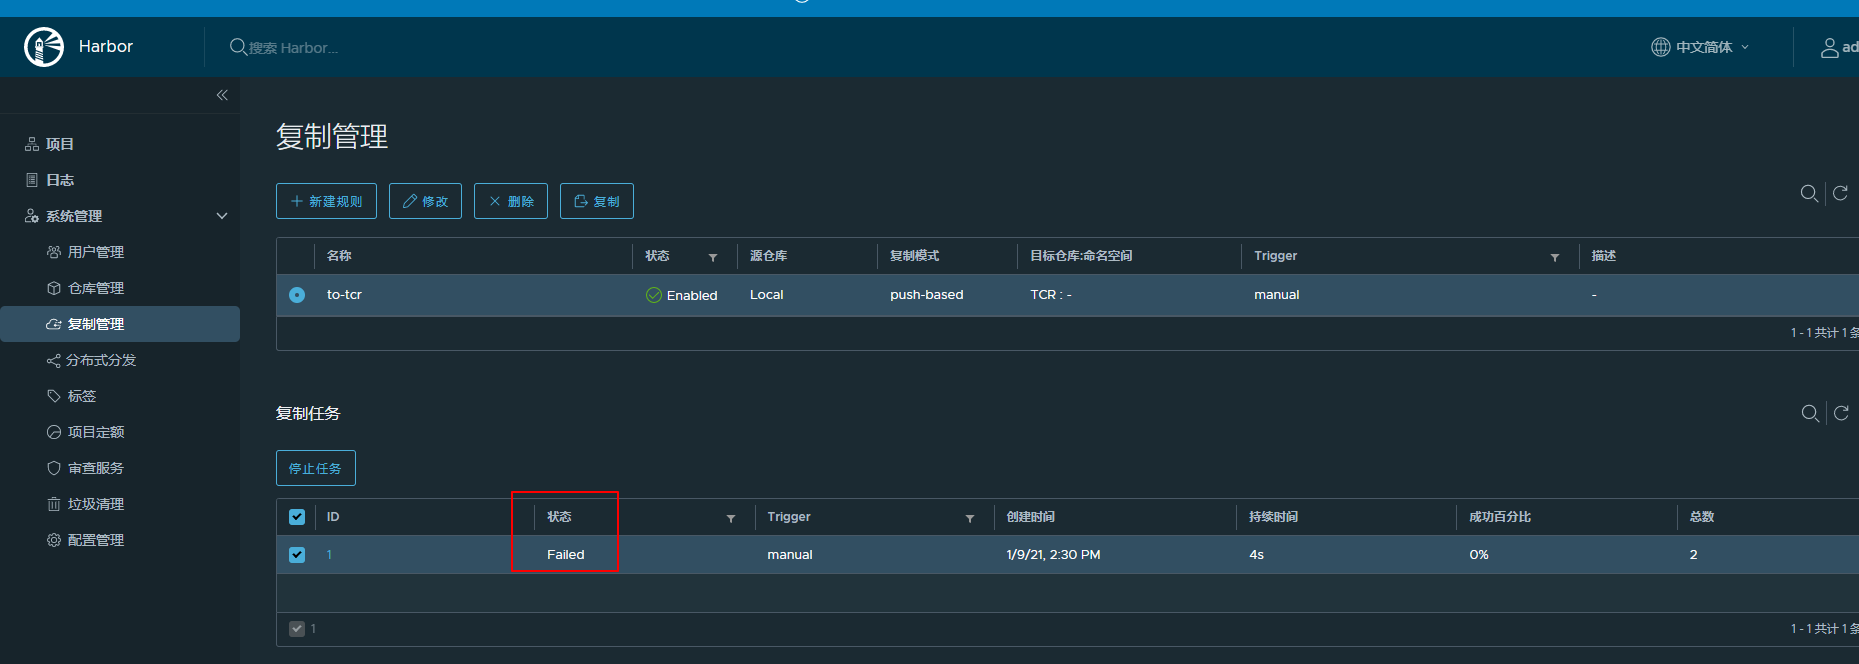 Harbor
搜索 Harbor...
中文简体
ad
项目
日志
系统管理
用户管理
仓库管理
复制管理
分布式分发
标签
项目定额
审查服务
垃圾清理
配置管理
复制管理
新建规则 修改 删除 复制
名称 状态 源仓库 复制模式 目标仓库:命名空间 Trigger 描述
to-tcr Enabled Local push-based TCR : - manual -
1 - 1 共计 1 条
复制任务
停止任务
ID 状态 Trigger 创建时间 持续时间 成功百分比 总数
1 Failed manual 1/9/21, 2:30 PM 4s 0% 2
1
1 - 1 共计 1 条